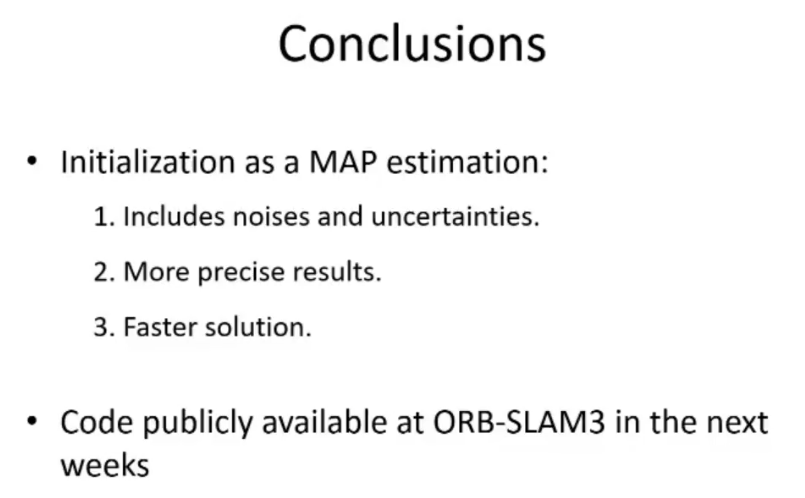 Conclusions
• Initialization as a MAP estimation:
1. Includes noises and uncertainties.
2. More precise results.
3. Faster solution.
• Code publicly available at ORB-SLAM3 in the next
weeks